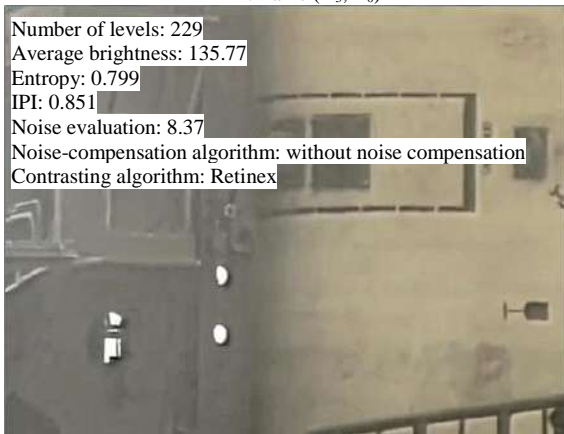 Number of levels: 229
Average brightness: 135.77
Entropy: 0.799
IPI: 0.851
Noise evaluation: 8.37
Noise-compensation algorithm: without noise compensation
Contrasting algorithm: Retinex